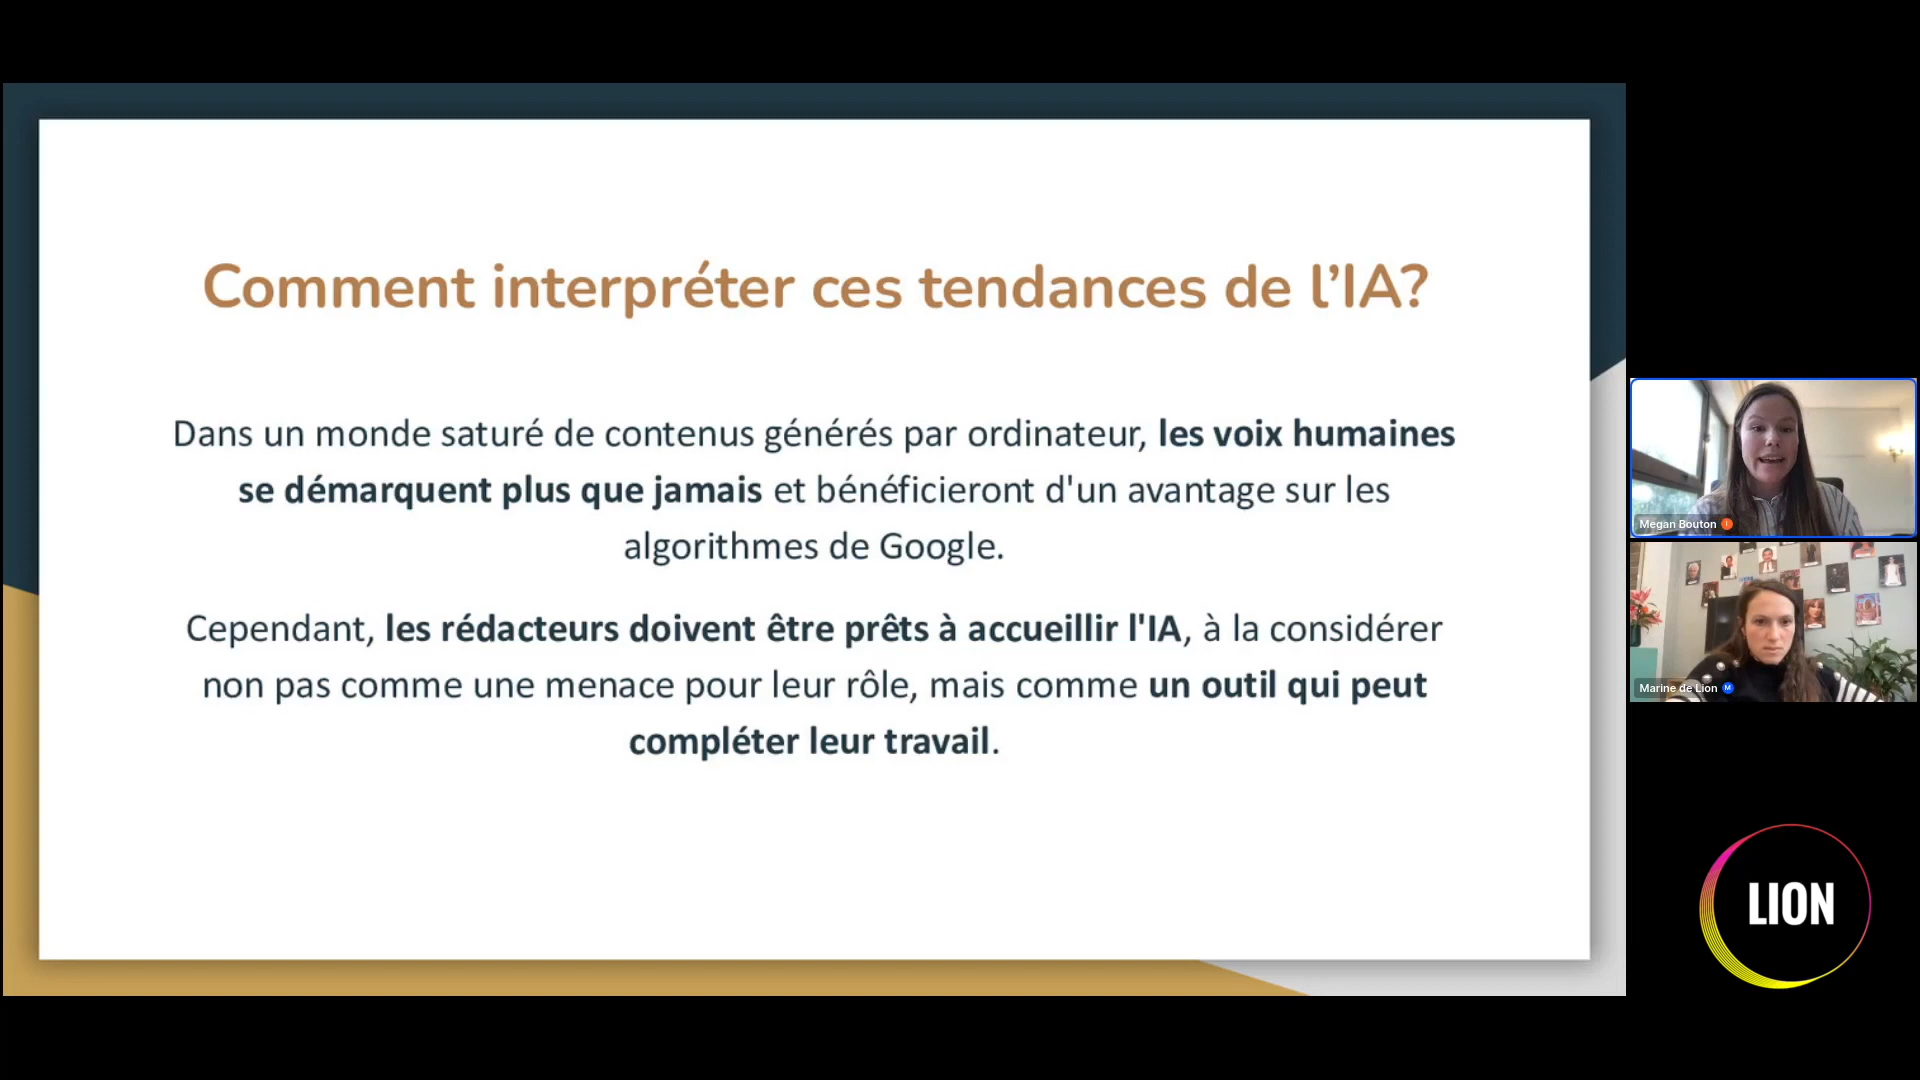 Comment interpréter ces tendances de l’IA?
Dans un monde saturé de contenus générés par ordinateur, les voix humaines
se démarquent plus que jamais et bénéficieront d'un avantage sur les
algorithmes de Google.
Cependant, les rédacteurs doivent être prêts à accueillir l'IA, à la considérer
non pas comme une menace pour leur rôle, mais comme un outil qui peut
compléter leur travail.
Megan Bouton
Marine de Lion M
LION